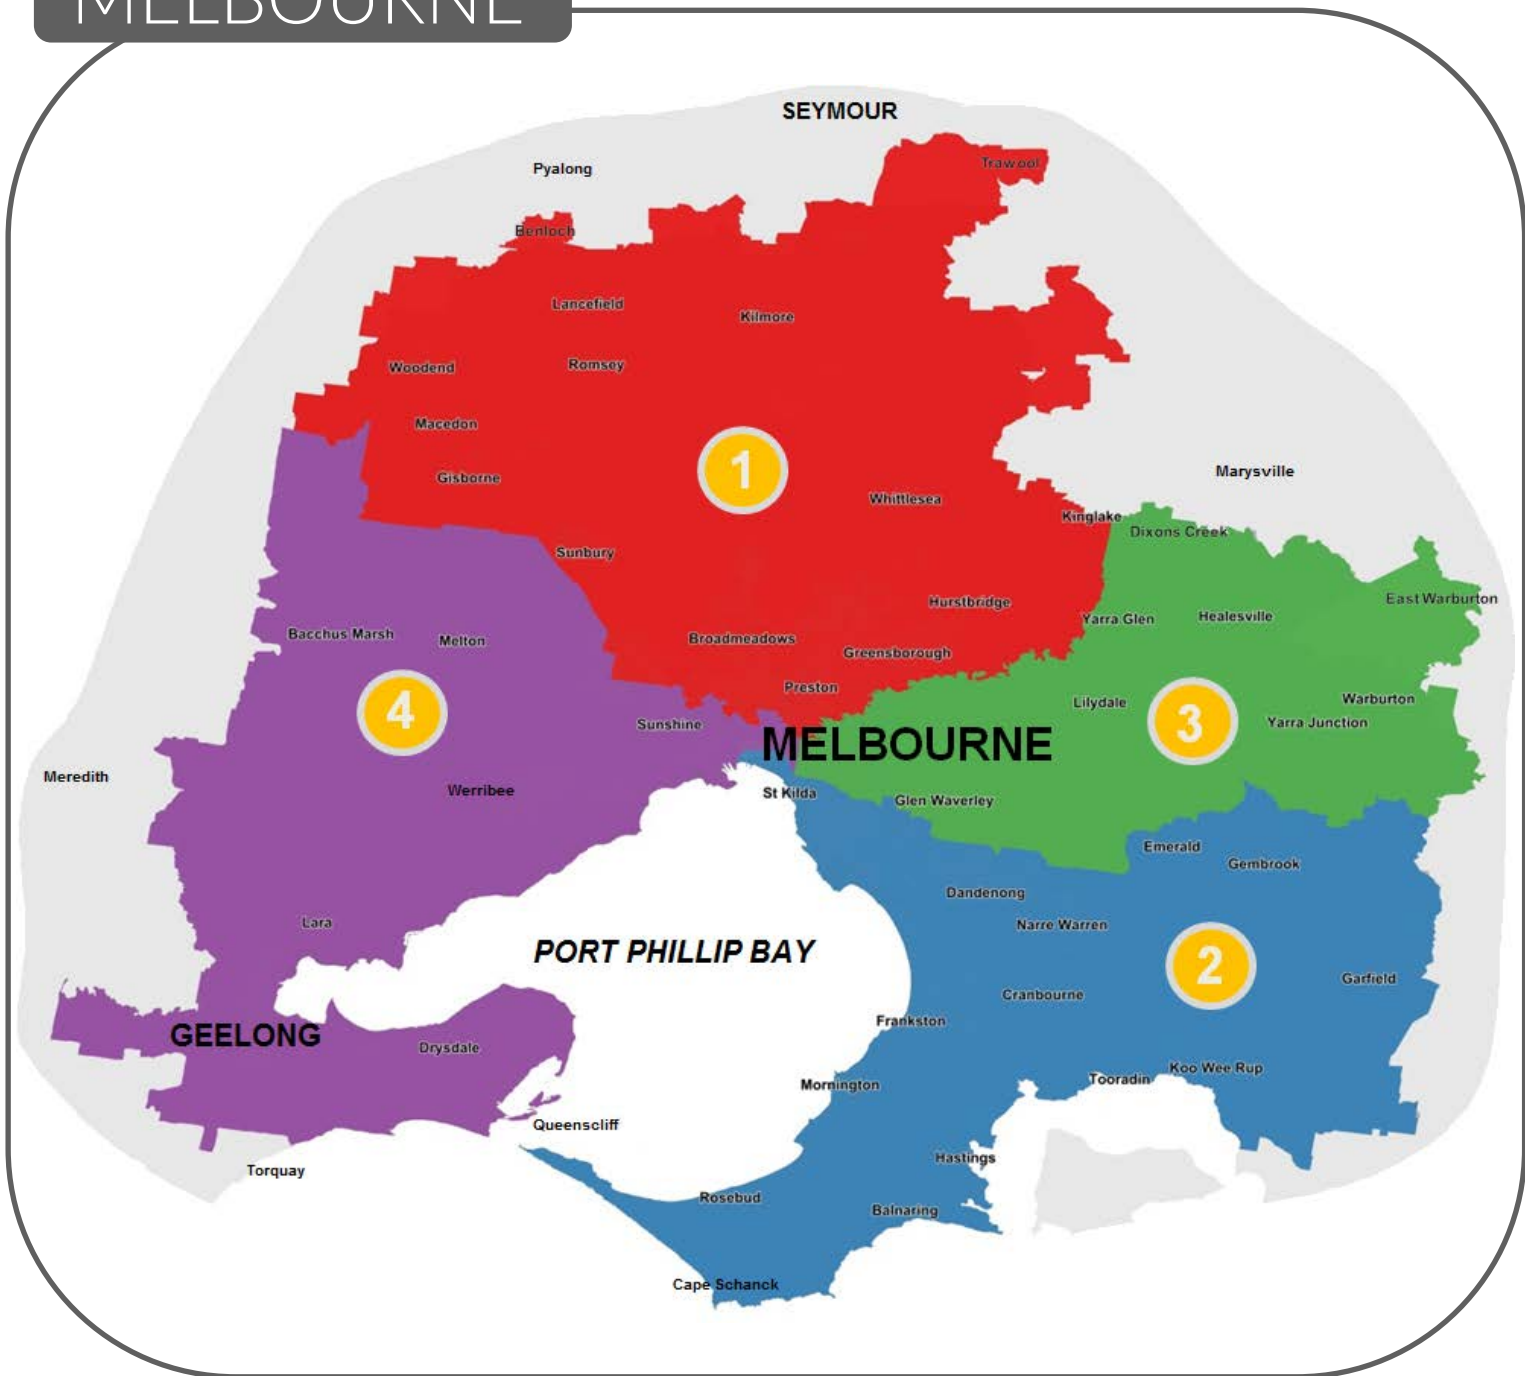 MELBOURNE
SEYMOUR
Trawool
Pyalong
Benloch
Lancefield
Kilmore
Woodend
Romsey
Macedon
1
Gisborne
Marysville
Whittlesea
Kinglake
Dixons Creek
Sunbury
Hurstbridge
East Warburton
Yarra Glen
Healesville
Bacchus Marsh
Melton
Broadmeadows
Greensborough
Preston
4
Lilydale
Warburton
3
Yarra Junction
Sunshine
MELBOURNE
Meredith
Werribee
St Kilda
Glen Waverley
Emerald
Gembrook
Dandenong
Lara
Narre Warren
PORT PHILLIP BAY
2
Garfield
Cranbourne
Frankston
GEELONG
Drysdale
Koo Wee Rup
Tooradin
Mornington
Queenscliff
Hastings
Torquay
Rosebud
Balnaring
Cape Schanck